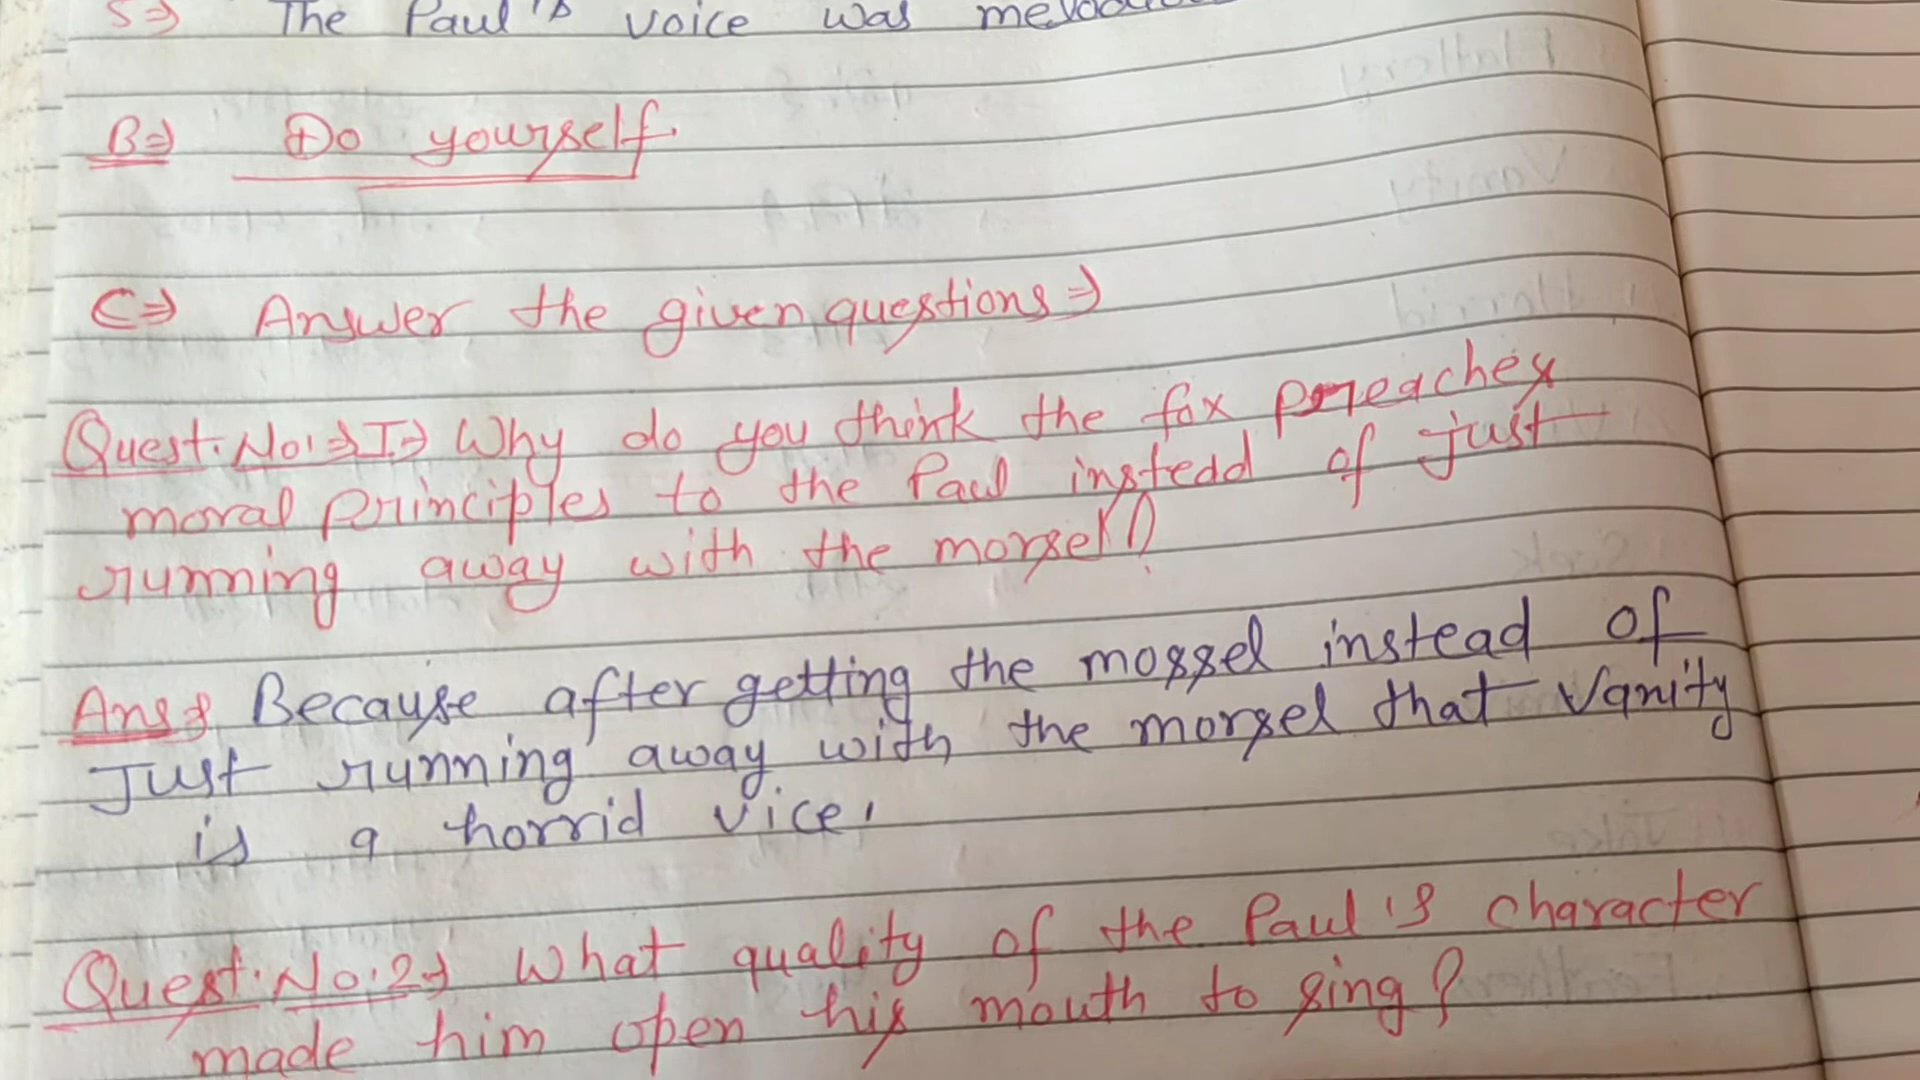 5⇒ The Paul's voice was
B⇒ Do yourself.
C⇒ Answer the given questions⇒
Quest. No:1⇒I⇒ Why do you think the fox preaches
moral principles to the Paul instead of just
running away with the morsel?
Ans⇒ Because after getting the morsel instead of
Just running away with the morsel that Vanity
is a horrid vice.
Quest. No:2⇒ What quality of the Paul's character
made him open his mouth to sing?